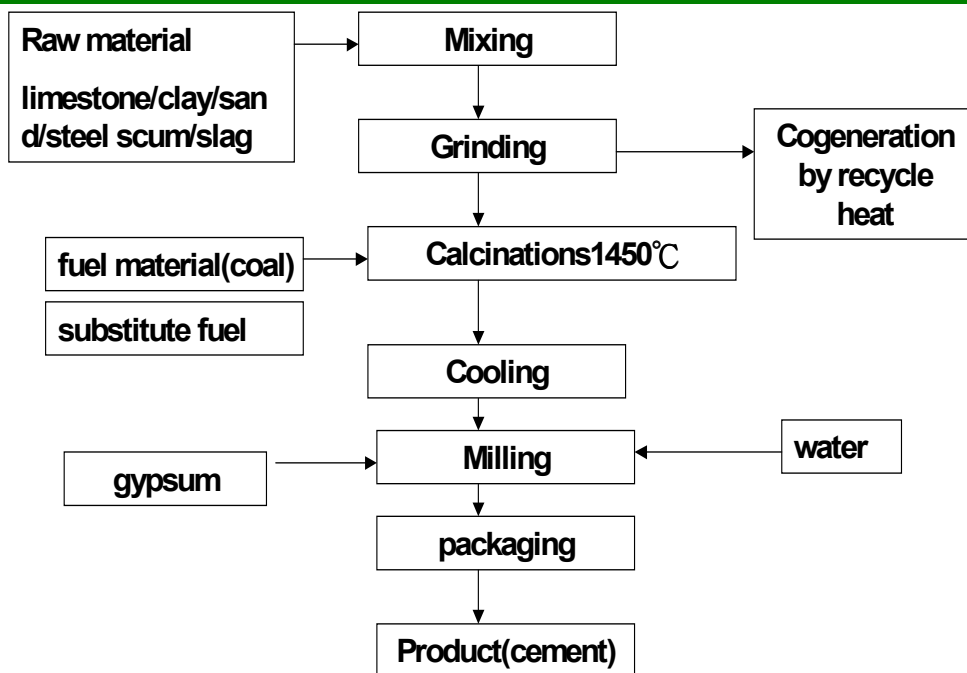 Raw material
limestone/clay/san
d/steel scum/slag
Mixing
Grinding
Cogeneration
by recycle
heat
fuel material(coal)
Calcinations1450℃
substitute fuel
Cooling
gypsum
Milling
water
packaging
Product(cement)